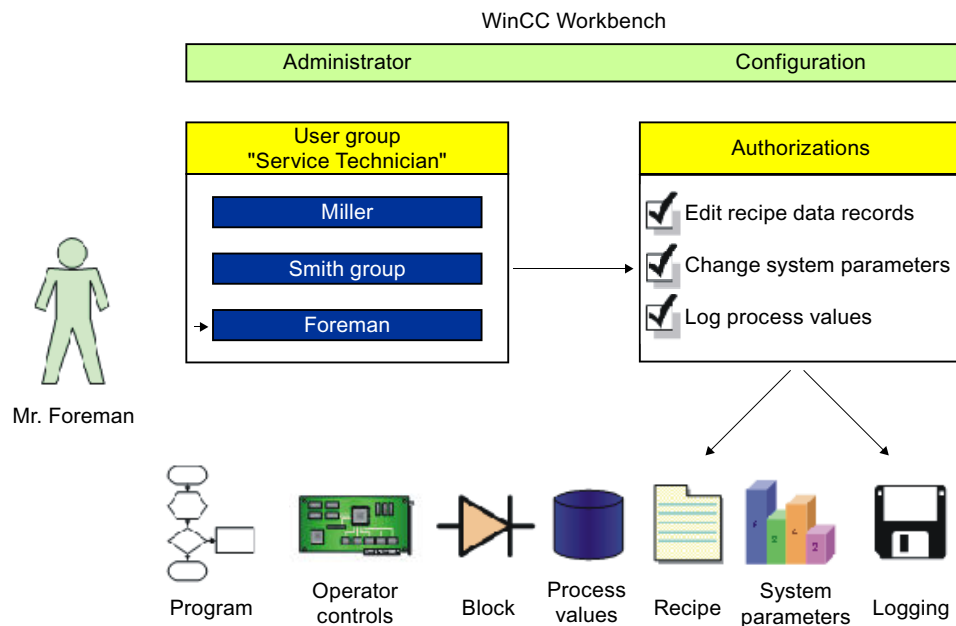 WinCC Workbench
Administrator
Configuration
User group
"Service Technician"
Authorizations
Miller
Smith group
Foreman
Edit recipe data records
Change system parameters
Log process values
Mr. Foreman
Program
Operator
controls
Block
Process
values
Recipe
System
parameters
Logging